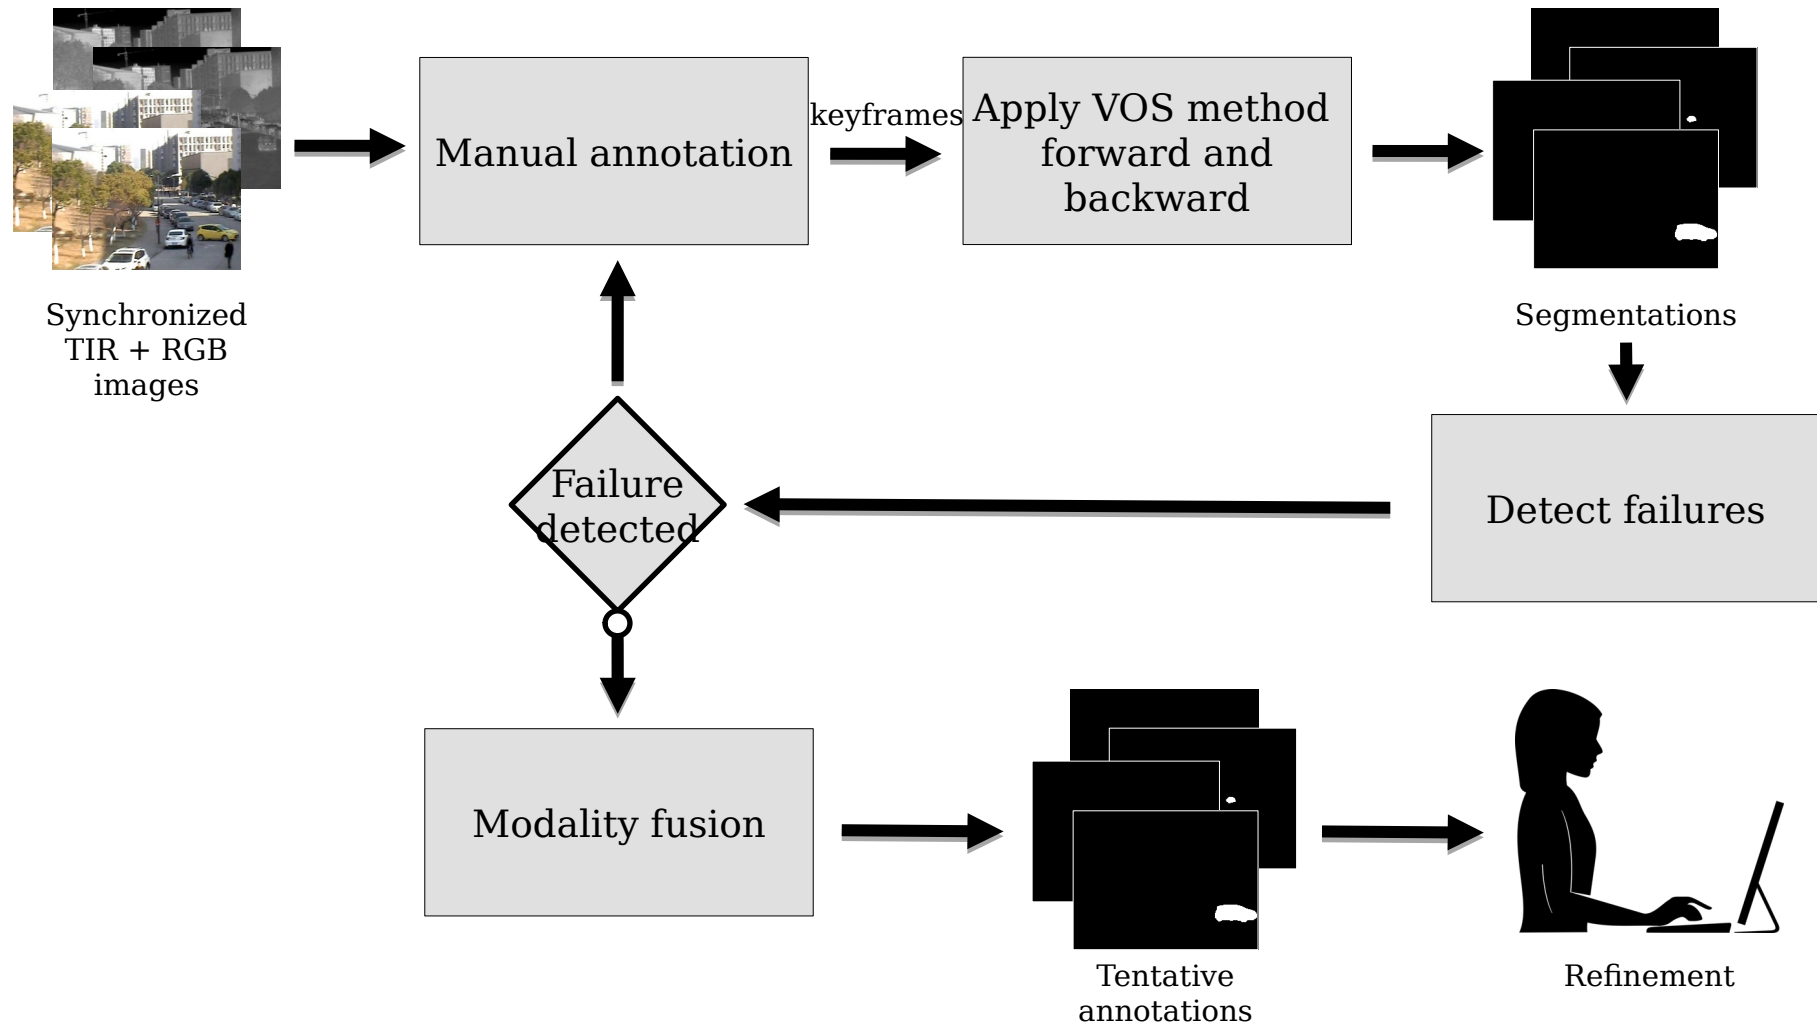 Manual annotation
keyframes
Apply VOS method
forward and
backward
Synchronized
TIR + RGB
images
Segmentations
Failure
detected
Detect failures
Modality fusion
Tentative
annotations
Refinement